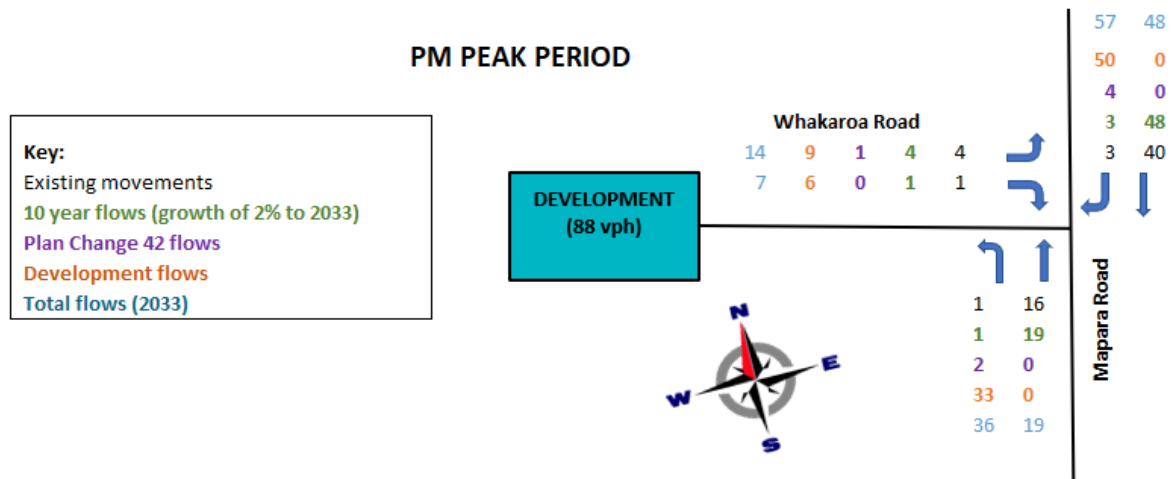 PM PEAK PERIOD
57 48
50 0
4 0
3 48
3 40
Key:
Existing movements
10 year flows (growth of 2% to 2033)
Plan Change 42 flows
Development flows
Total flows (2033)
Whakaroa Road
14 9 1 4 4
7 6 0 1 1
DEVELOPMENT
(88 vph)
1 16
1 19
2 0
33 0
36 19
Mapara Road
N
E
W
S